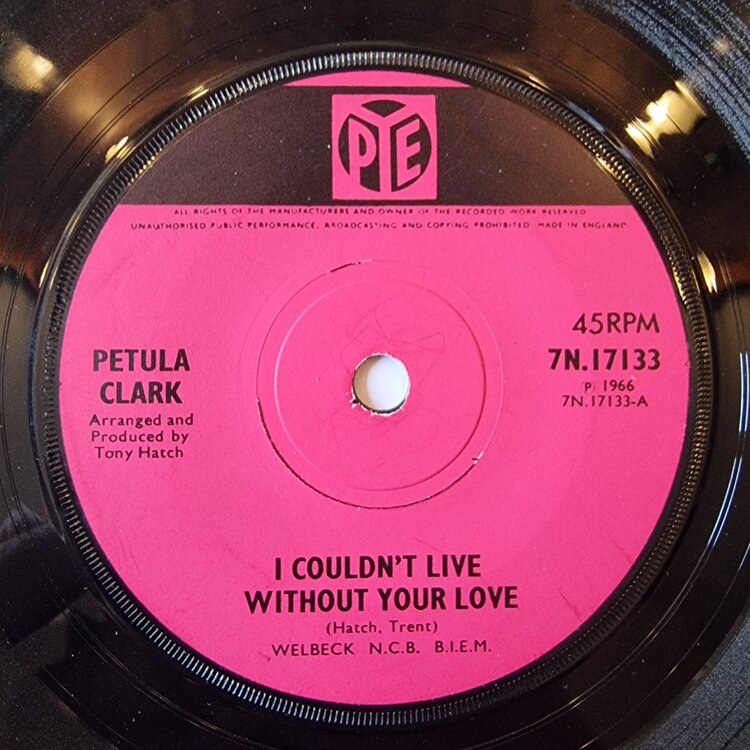 PYE
ALL RIGHTS OF THE MANUFACTURERS AND OWNER OF THE RECORDED WORK RESERVED
UNAUTHORISED PUBLIC PERFORMANCE, BROADCASTING AND COPYING PROHIBITED. MADE IN ENGLAND
45RPM
7N.17133
℗ 1966
7N.17133-A
PETULA
CLARK
Arranged and
Produced by
Tony Hatch
I COULDN'T LIVE
WITHOUT YOUR LOVE
(Hatch, Trent)
WELBECK N.C.B. B.I.E.M.